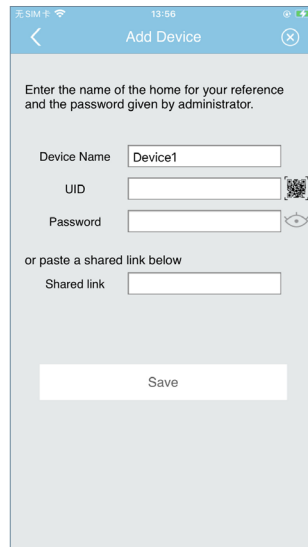 无SIM卡 13:56
Add Device
Enter the name of the home for your reference
and the password given by administrator.
Device Name Device1
UID
Password
or paste a shared link below
Shared link
Save